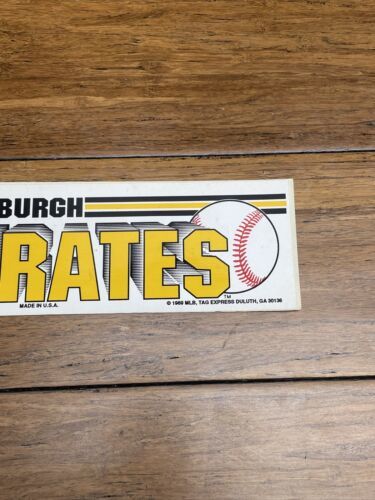 BURGH
RATES
TM
MADE IN U.S.A.
© 1989 MLB, TAG EXPRESS DULUTH, GA 30136